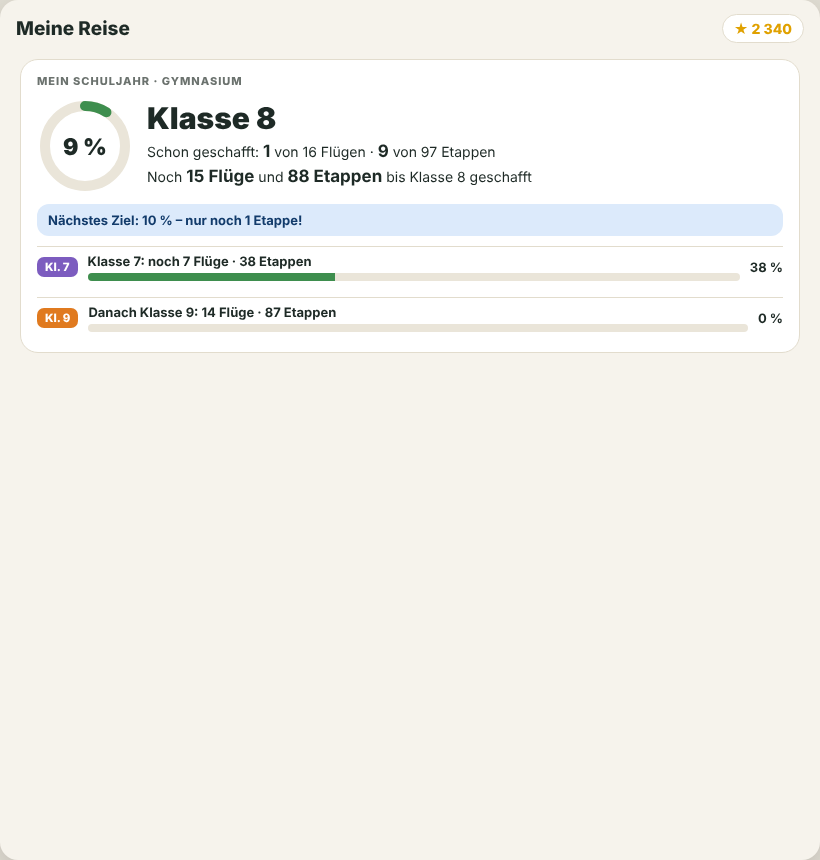 Meine Reise
★ 2 340
MEIN SCHULJAHR · GYMNASIUM
9 %
Klasse 8
Schon geschafft: 1 von 16 Flügen · 9 von 97 Etappen
Noch 15 Flüge und 88 Etappen bis Klasse 8 geschafft
Nächstes Ziel: 10 % – nur noch 1 Etappe!
Kl. 7
Klasse 7: noch 7 Flüge · 38 Etappen
38 %
Kl. 9
Danach Klasse 9: 14 Flüge · 87 Etappen
0 %